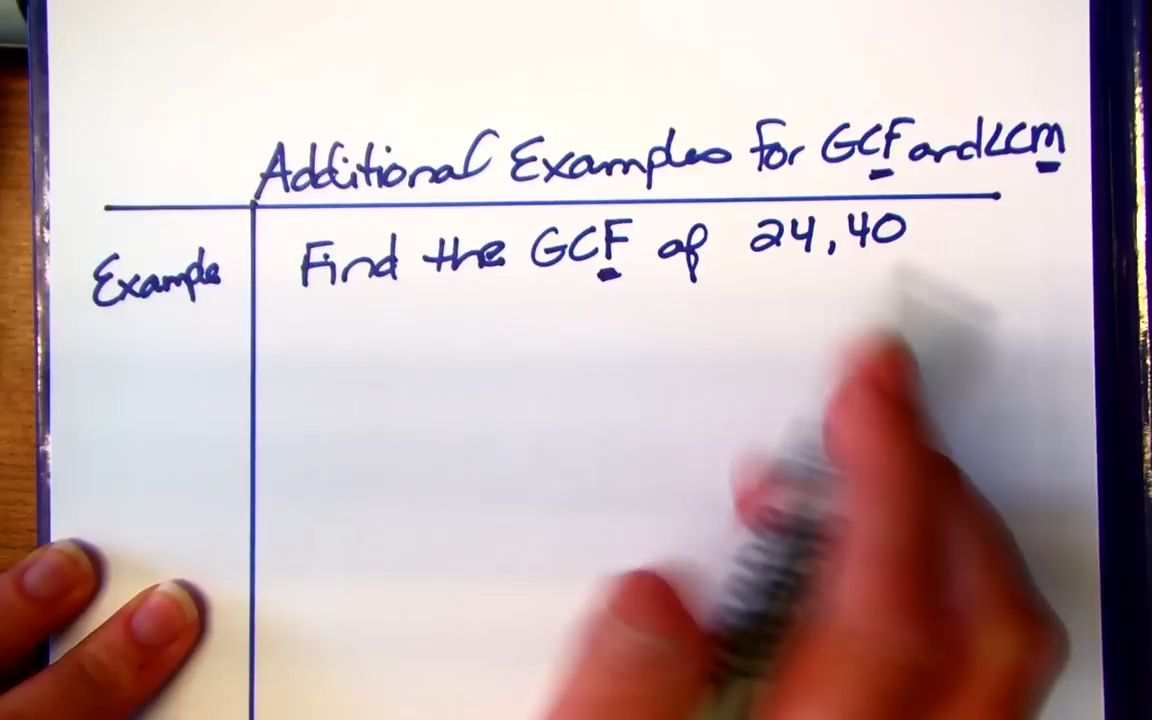 Additional Examples for GCF and LCM
Example
Find the GCF of 24, 40